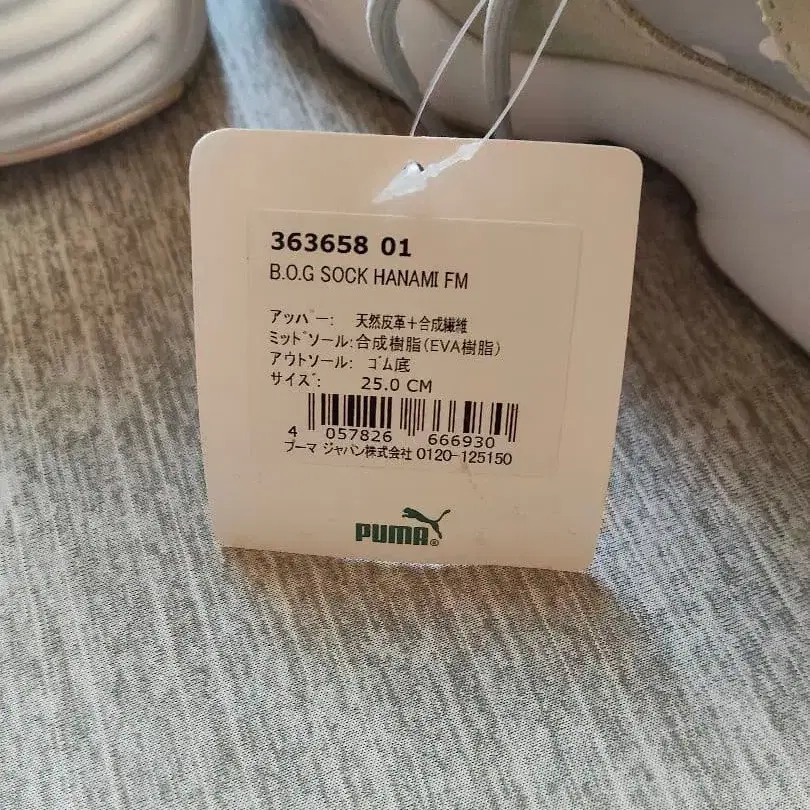 363658 01
B.O.G SOCK HANAMI FM
アッパー: 天然皮革+合成繊維
ミッドソール:合成樹脂(EVA樹脂)
アウトソール: ゴム底
サイズ: 25.0 CM
4 057826 666930
プーマ ジャパン株式会社 0120-125150
PUMA®